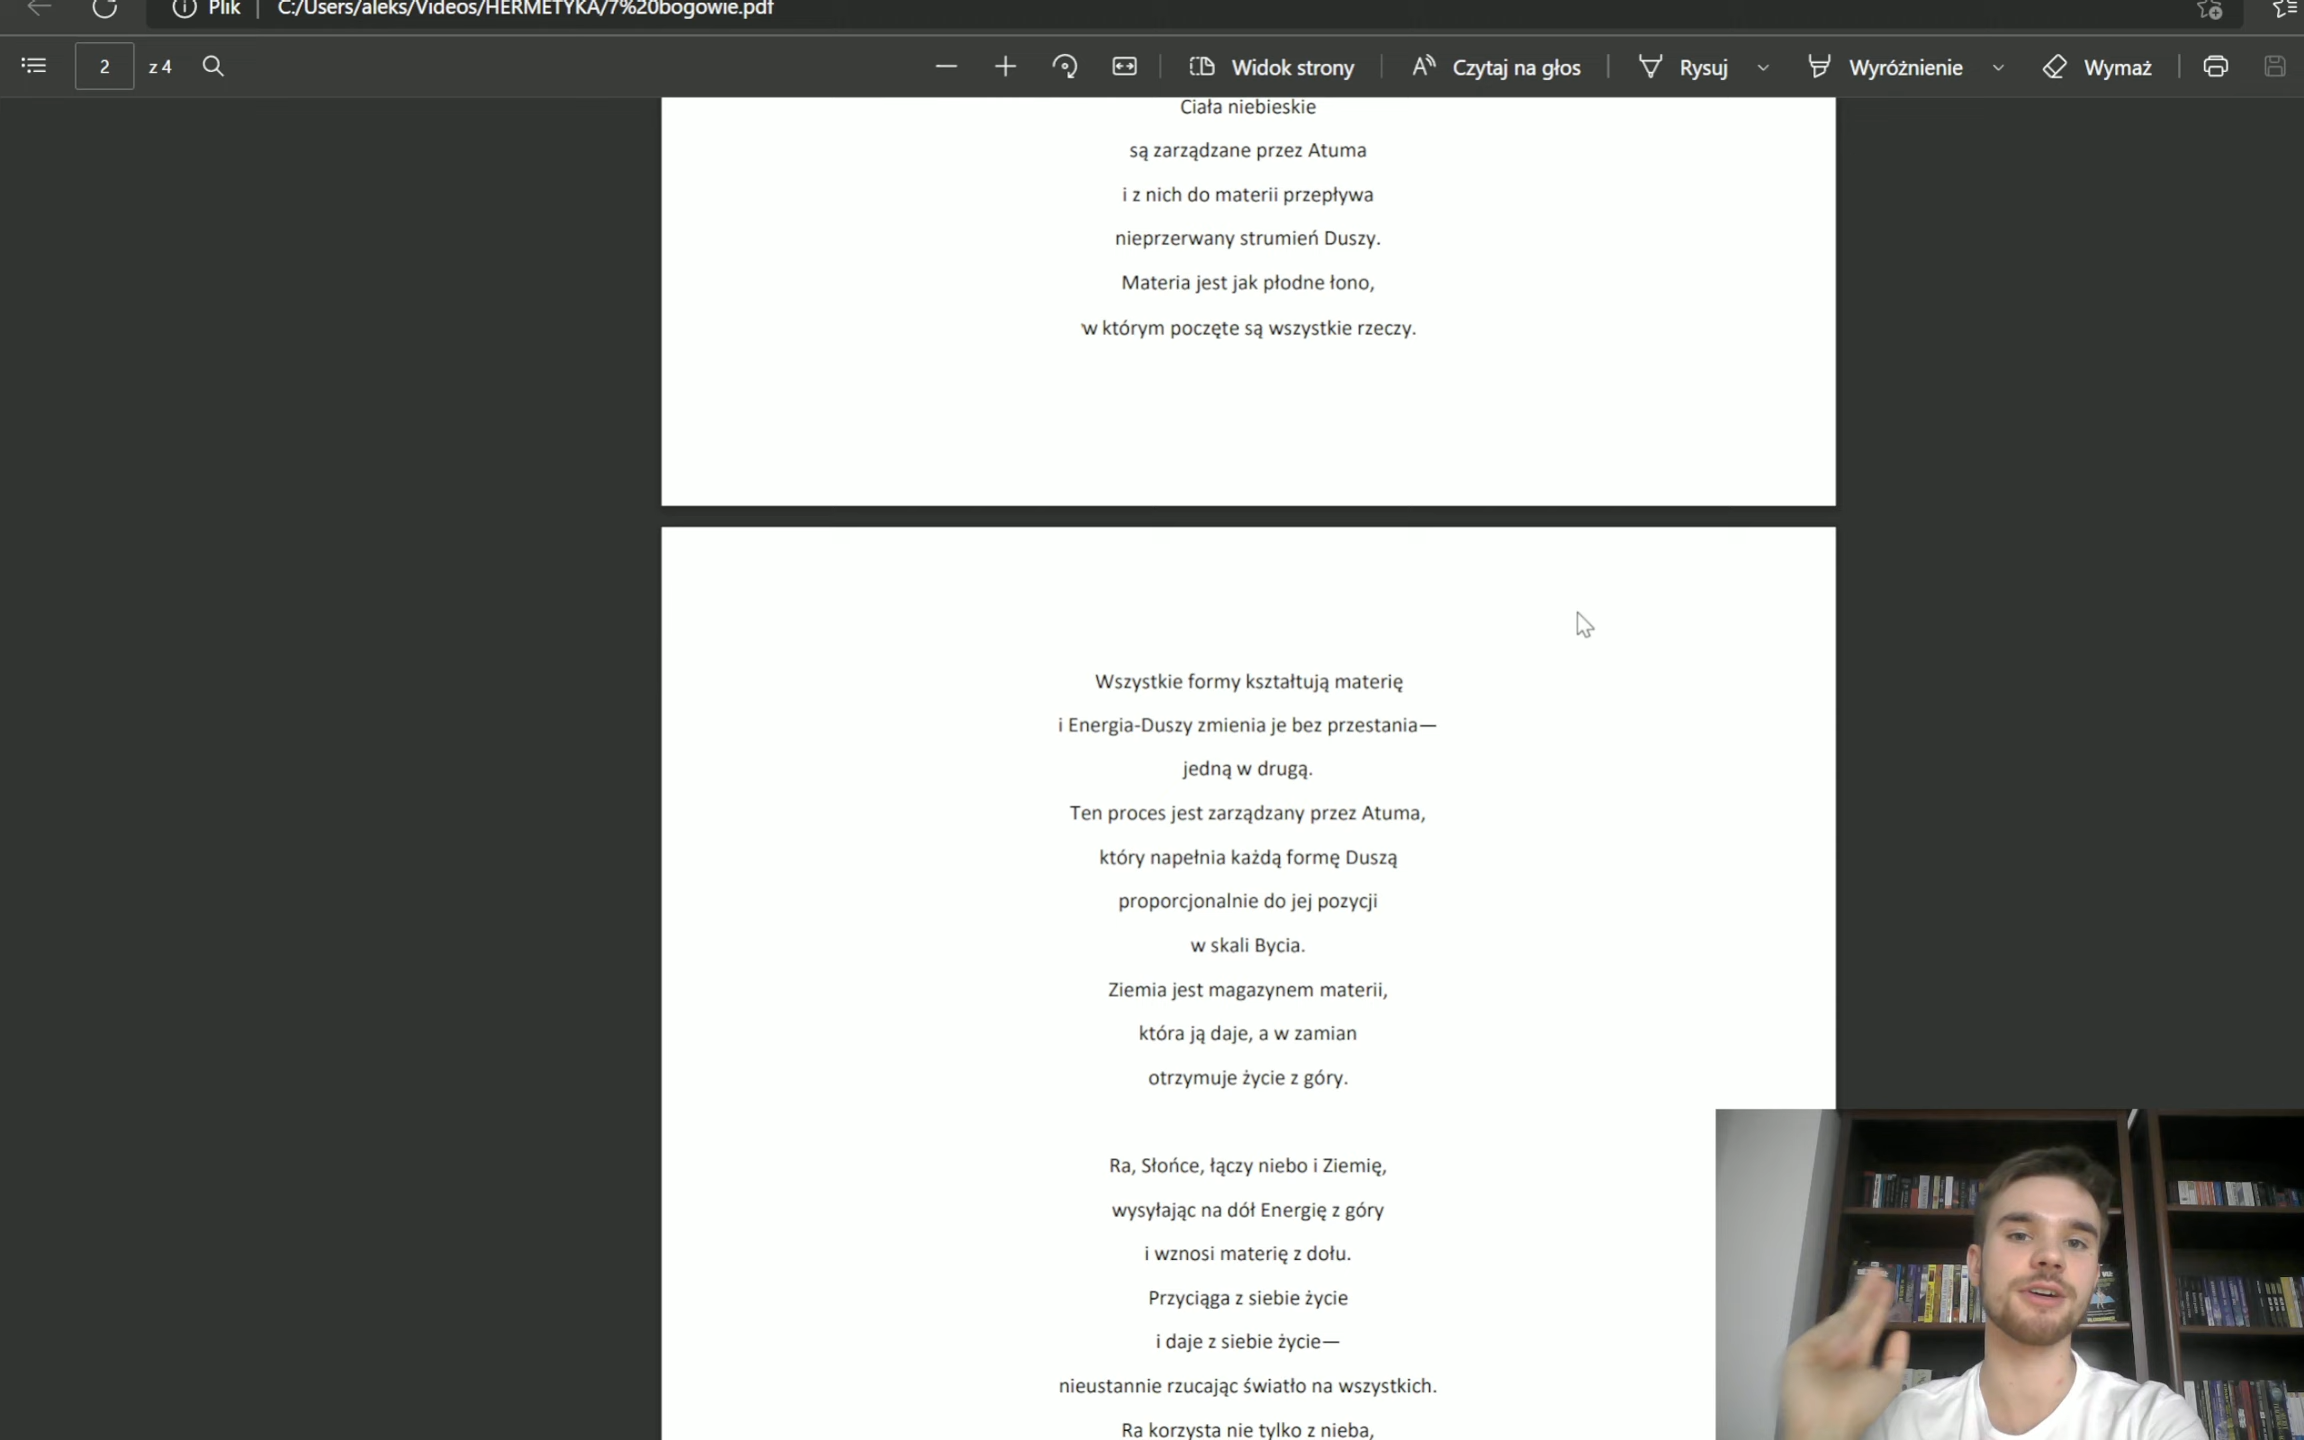 Plik | C:/Users/aleks/Videos/HERMETYKA/7%20bogowie.pdf
2 z 4 Widok strony Czytaj na głos Rysuj Wyróżnienie Wymaż
Ciała niebieskie
są zarządzane przez Atuma
i z nich do materii przepływa
nieprzerwany strumień Duszy.
Materia jest jak płodne łono,
w którym poczęte są wszystkie rzeczy.
Wszystkie formy kształtują materię
i Energia-Duszy zmienia je bez przestania—
jedną w drugą.
Ten proces jest zarządzany przez Atuma,
który napełnia każdą formę Duszą
proporcjonalnie do jej pozycji
w skali Bycia.
Ziemia jest magazynem materii,
która ją daje, a w zamian
otrzymuje życie z góry.
Ra, Słońce, łączy niebo i Ziemię,
wysyłając na dół Energię z góry
i wznosi materię z dołu.
Przyciąga z siebie życie
i daje z siebie życie—
nieustannie rzucając światło na wszystkich.
Ra korzysta nie tylko z nieba,